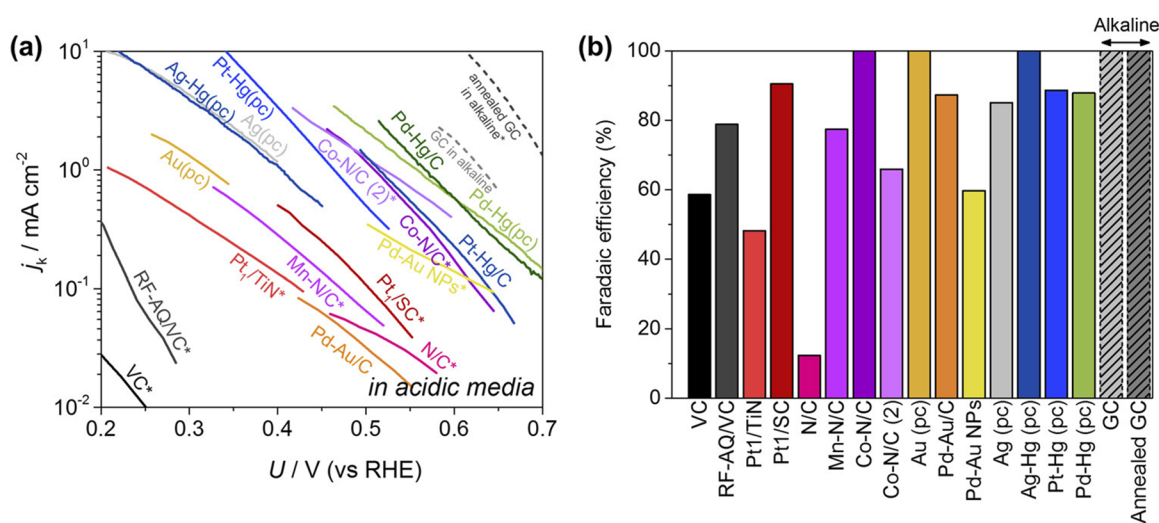 (a)
10¹
10⁰
10⁻¹
10⁻²
jₖ / mA cm⁻²
0.2
0.3
0.4
0.5
0.6
0.7
U / V (vs RHE)
Ag-Hg(pc)
Pt-Hg(pc)
Ag(pc)
Au(pc)
annealed GC
in alkaline*
GC in alkaline
Pd-Hg/C
Co-N/C (2)*
Pd-Hg(pc)
Co-N/C*
Pt-Hg/C
Pd-Au NPs*
Pt₁/TiN*
Mn-N/C*
Pt₁/SC*
RF-AQ/VC*
Pd-Au/C
N/C*
VC*
in acidic media
(b)
Alkaline
Faradaic efficiency (%)
100
80
60
40
20
0
VC
RF-AQ/VC
Pt1/TiN
Pt1/SC
N/C
Mn-N/C
Co-N/C
Co-N/C (2)
Au (pc)
Pd-Au/C
Pd-Au NPs
Ag (pc)
Ag-Hg (pc)
Pt-Hg (pc)
Pd-Hg (pc)
GC
Annealed GC